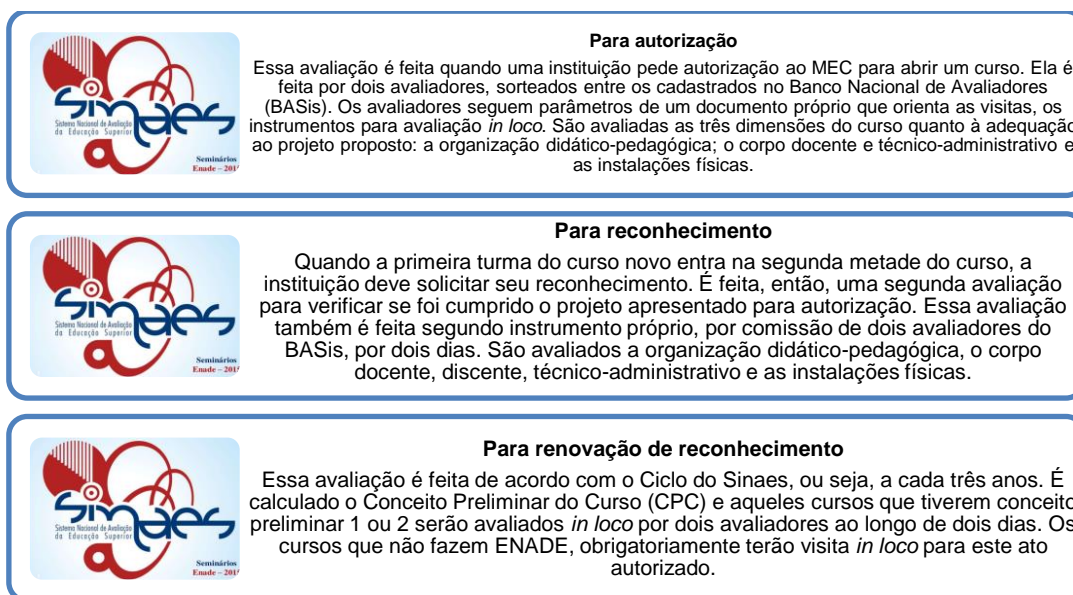 Para autorização
Essa avaliação é feita quando uma instituição pede autorização ao MEC para abrir um curso. Ela é
feita por dois avaliadores, sorteados entre os cadastrados no Banco Nacional de Avaliadores
(BASis). Os avaliadores seguem parâmetros de um documento próprio que orienta as visitas, os
instrumentos para avaliação in loco. São avaliadas as três dimensões do curso quanto à adequação
ao projeto proposto: a organização didático-pedagógica; o corpo docente e técnico-administrativo e
as instalações físicas.
Sinaes
Sistema Nacional de Avaliação
da Educação Superior
Seminários
Enade – 201
Para reconhecimento
Quando a primeira turma do curso novo entra na segunda metade do curso, a
instituição deve solicitar seu reconhecimento. É feita, então, uma segunda avaliação
para verificar se foi cumprido o projeto apresentado para autorização. Essa avaliação
também é feita segundo instrumento próprio, por comissão de dois avaliadores do
BASis, por dois dias. São avaliados a organização didático-pedagógica, o corpo
docente, discente, técnico-administrativo e as instalações físicas.
Sinaes
Sistema Nacional de Avaliação
da Educação Superior
Seminários
Enade – 201
Para renovação de reconhecimento
Essa avaliação é feita de acordo com o Ciclo do Sinaes, ou seja, a cada três anos. É
calculado o Conceito Preliminar do Curso (CPC) e aqueles cursos que tiverem conceito
preliminar 1 ou 2 serão avaliados in loco por dois avaliadores ao longo de dois dias. Os
cursos que não fazem ENADE, obrigatoriamente terão visita in loco para este ato
autorizado.
Sinaes
Sistema Nacional de Avaliação
da Educação Superior
Seminários
Enade – 201